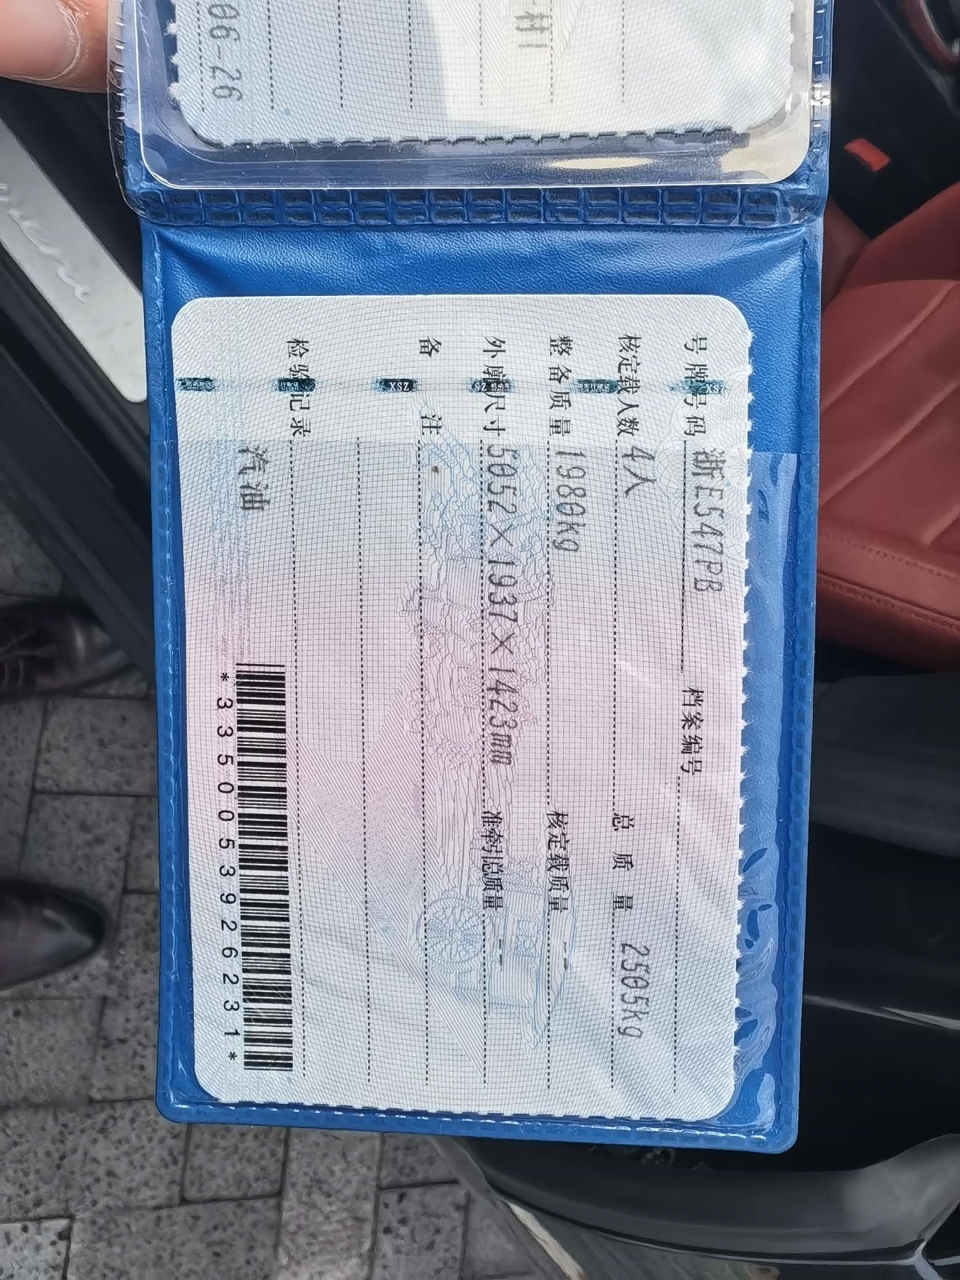 06-26
号牌号码 浙E547PB 档案编号
核定载人数 4人 总质量 2505kg
整备质量 1980kg 核定载质量 --
外廓尺寸 5052×1937×1423mm 准牵引总质量 --
备注
检验记录
汽油
*3350053926231*